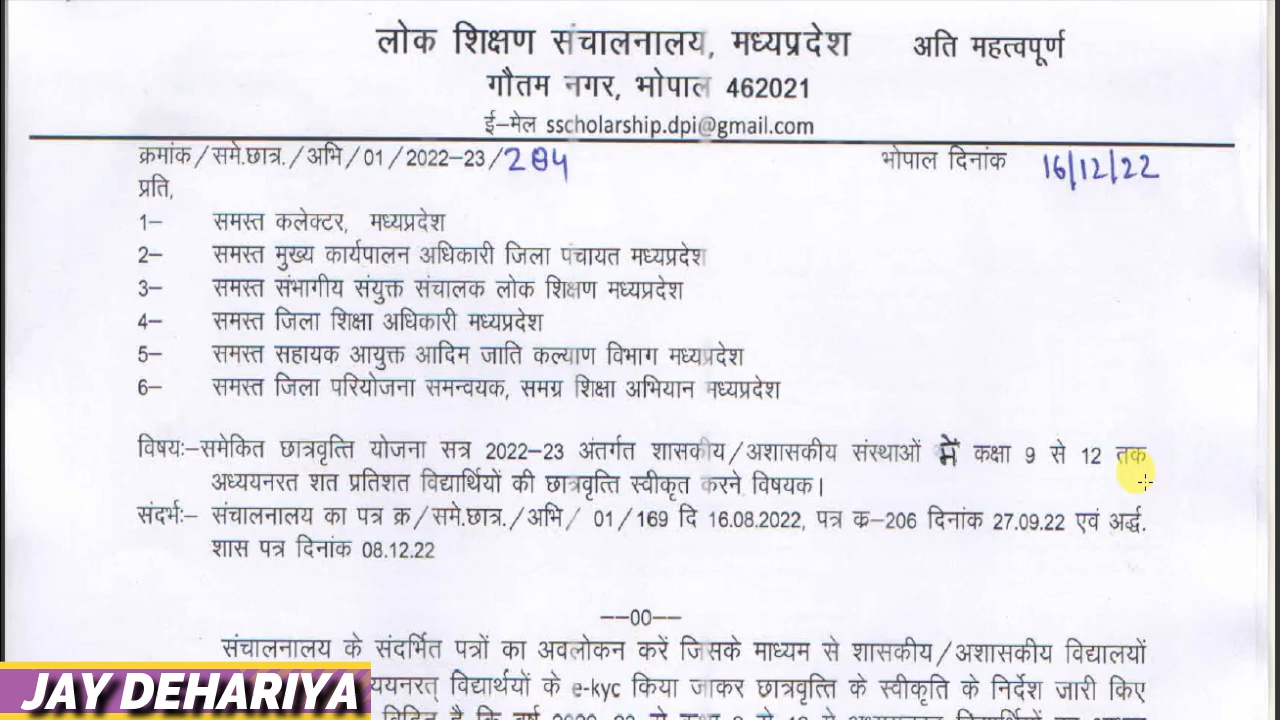 लोक शिक्षण संचालनालय, मध्यप्रदेश अति महत्वपूर्ण
गौतम नगर, भोपाल 462021
ई–मेल sscholarship.dpi@gmail.com
क्रमांक/समे.छात्र./अभि/01/2022–23/284 भोपाल दिनांक 16/12/22
प्रति,
1– समस्त कलेक्टर, मध्यप्रदेश
2– समस्त मुख्य कार्यपालन अधिकारी जिला पंचायत मध्यप्रदेश
3– समस्त संभागीय संयुक्त संचालक लोक शिक्षण मध्यप्रदेश
4– समस्त जिला शिक्षा अधिकारी मध्यप्रदेश
5– समस्त सहायक आयुक्त आदिम जाति कल्याण विभाग मध्यप्रदेश
6– समस्त जिला परियोजना समन्वयक, समग्र शिक्षा अभियान मध्यप्रदेश
विषयः–समेकित छात्रवृत्ति योजना सत्र 2022–23 अंतर्गत शासकीय/अशासकीय संस्थाओं में कक्षा 9 से 12 तक
अध्ययनरत शत प्रतिशत विद्यार्थियों की छात्रवृत्ति स्वीकृत करने विषयक।
संदर्भः– संचालनालय का पत्र क्र/समे.छात्र./अभि/ 01/169 दि 16.08.2022, पत्र क्र–206 दिनांक 27.09.22 एवं अर्द्ध.
शास पत्र दिनांक 08.12.22
––00––
संचालनालय के संदर्भित पत्रों का अवलोकन करें जिसके माध्यम से शासकीय/अशासकीय विद्यालयों
विद्यार्थयों के e-kyc किया जाकर छात्रवृत्ति के स्वीकृति के निर्देश जारी किए
JAY DEHARIYA